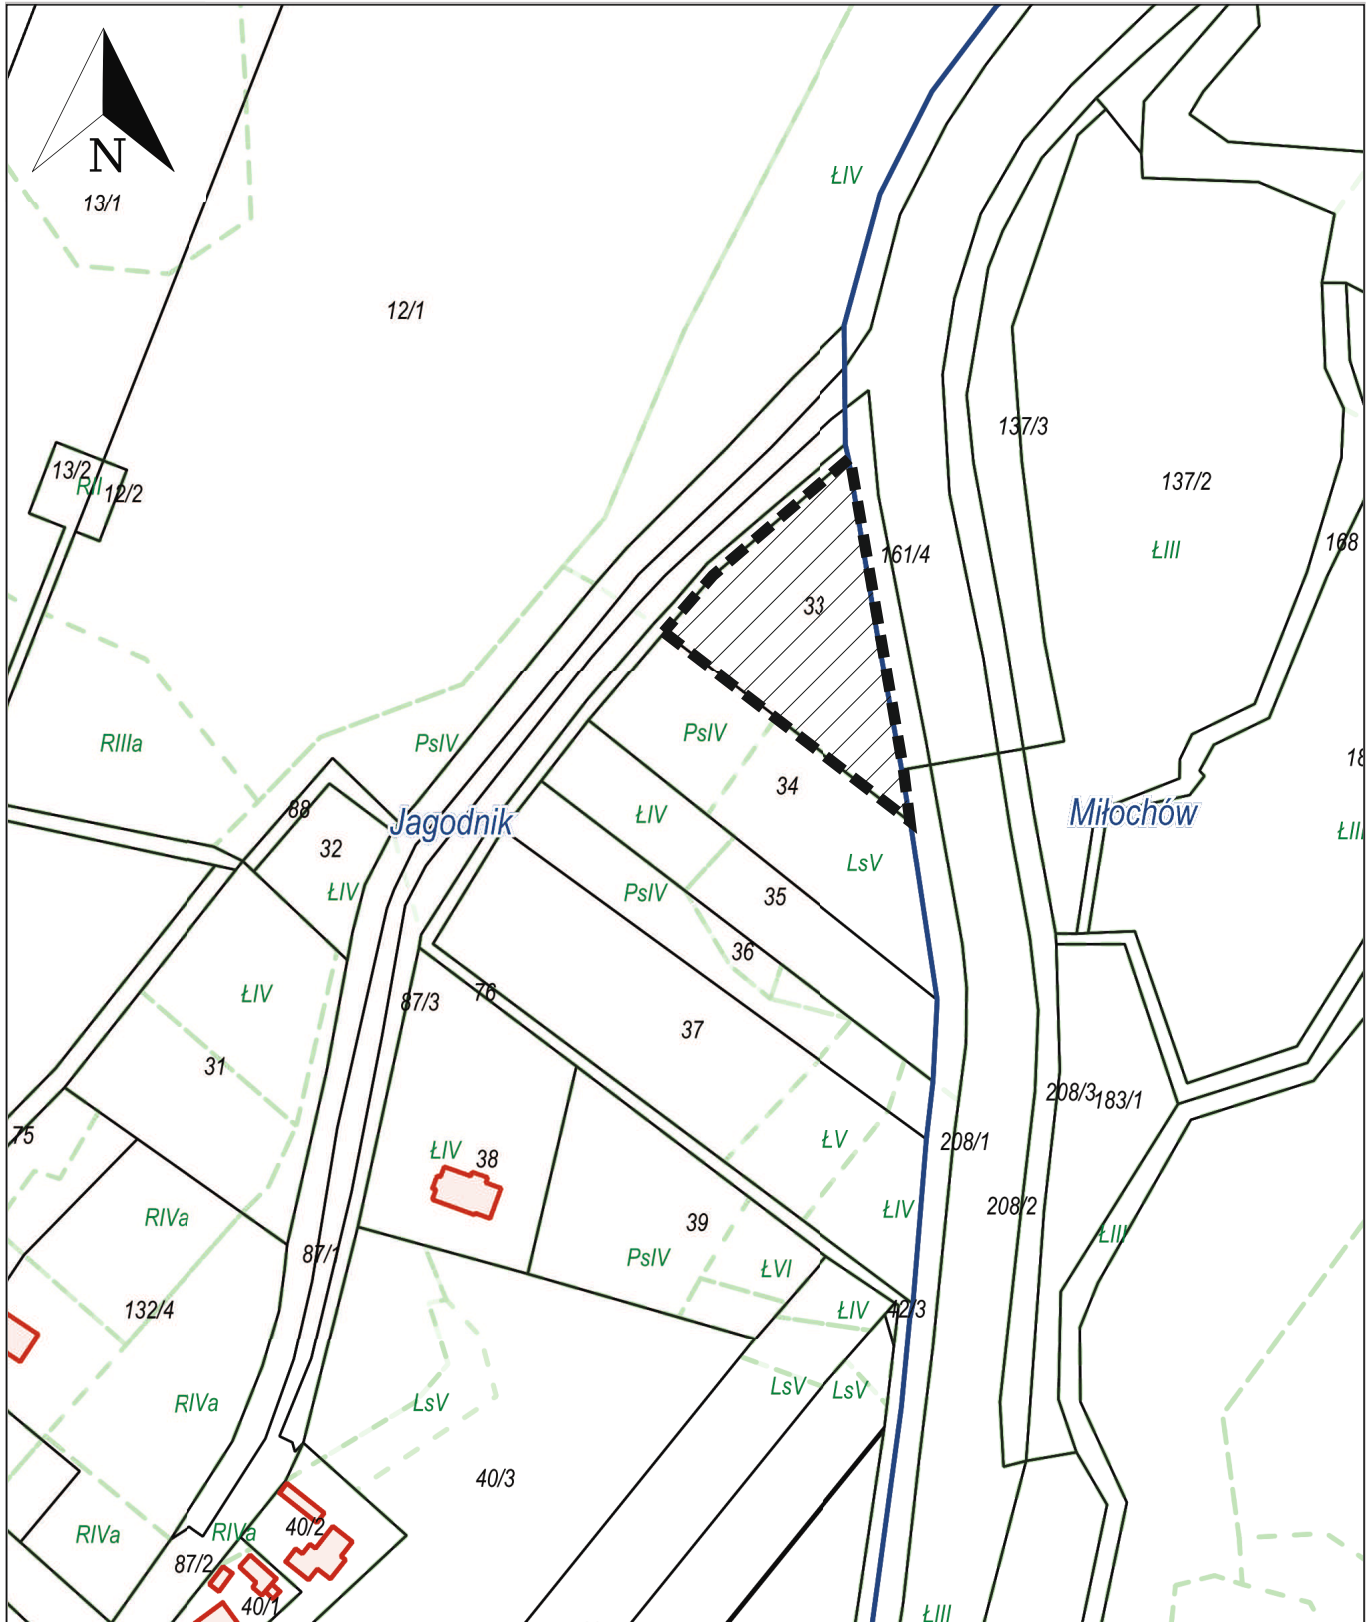 N
13/1
ŁIV
12/1
137/3
13/2
RII
12/2
137/2
168
ŁIII
161/4
33
RIIIa
PsIV
PsIV
18
34
88
ŁIV
Jagodnik
Miłochów
ŁIII
32
LsV
ŁIV
PsIV
35
36
ŁIV
87/3
76
37
31
208/3
183/1
75
ŁV
208/1
ŁIV
38
208/2
ŁIV
RIVa
39
ŁIII
87/1
PsIV
ŁVI
132/4
ŁIV
42/3
LsV
LsV
RIVa
LsV
40/3
RIVa
RIVa
40/2
87/2
40/1
ŁIII